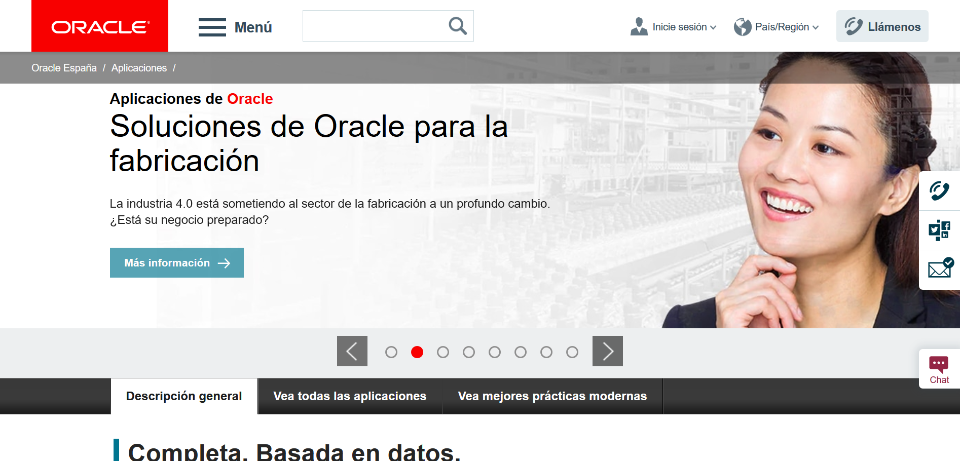 ORACLE
Menú
Inicie sesión
País/Región
Llámenos
Oracle España / Aplicaciones /
Aplicaciones de Oracle
Soluciones de Oracle para la
fabricación
La industria 4.0 está sometiendo al sector de la fabricación a un profundo cambio.
¿Está su negocio preparado?
Más información
Chat
Descripción general
Vea todas las aplicaciones
Vea mejores prácticas modernas
Completa. Basada en datos.